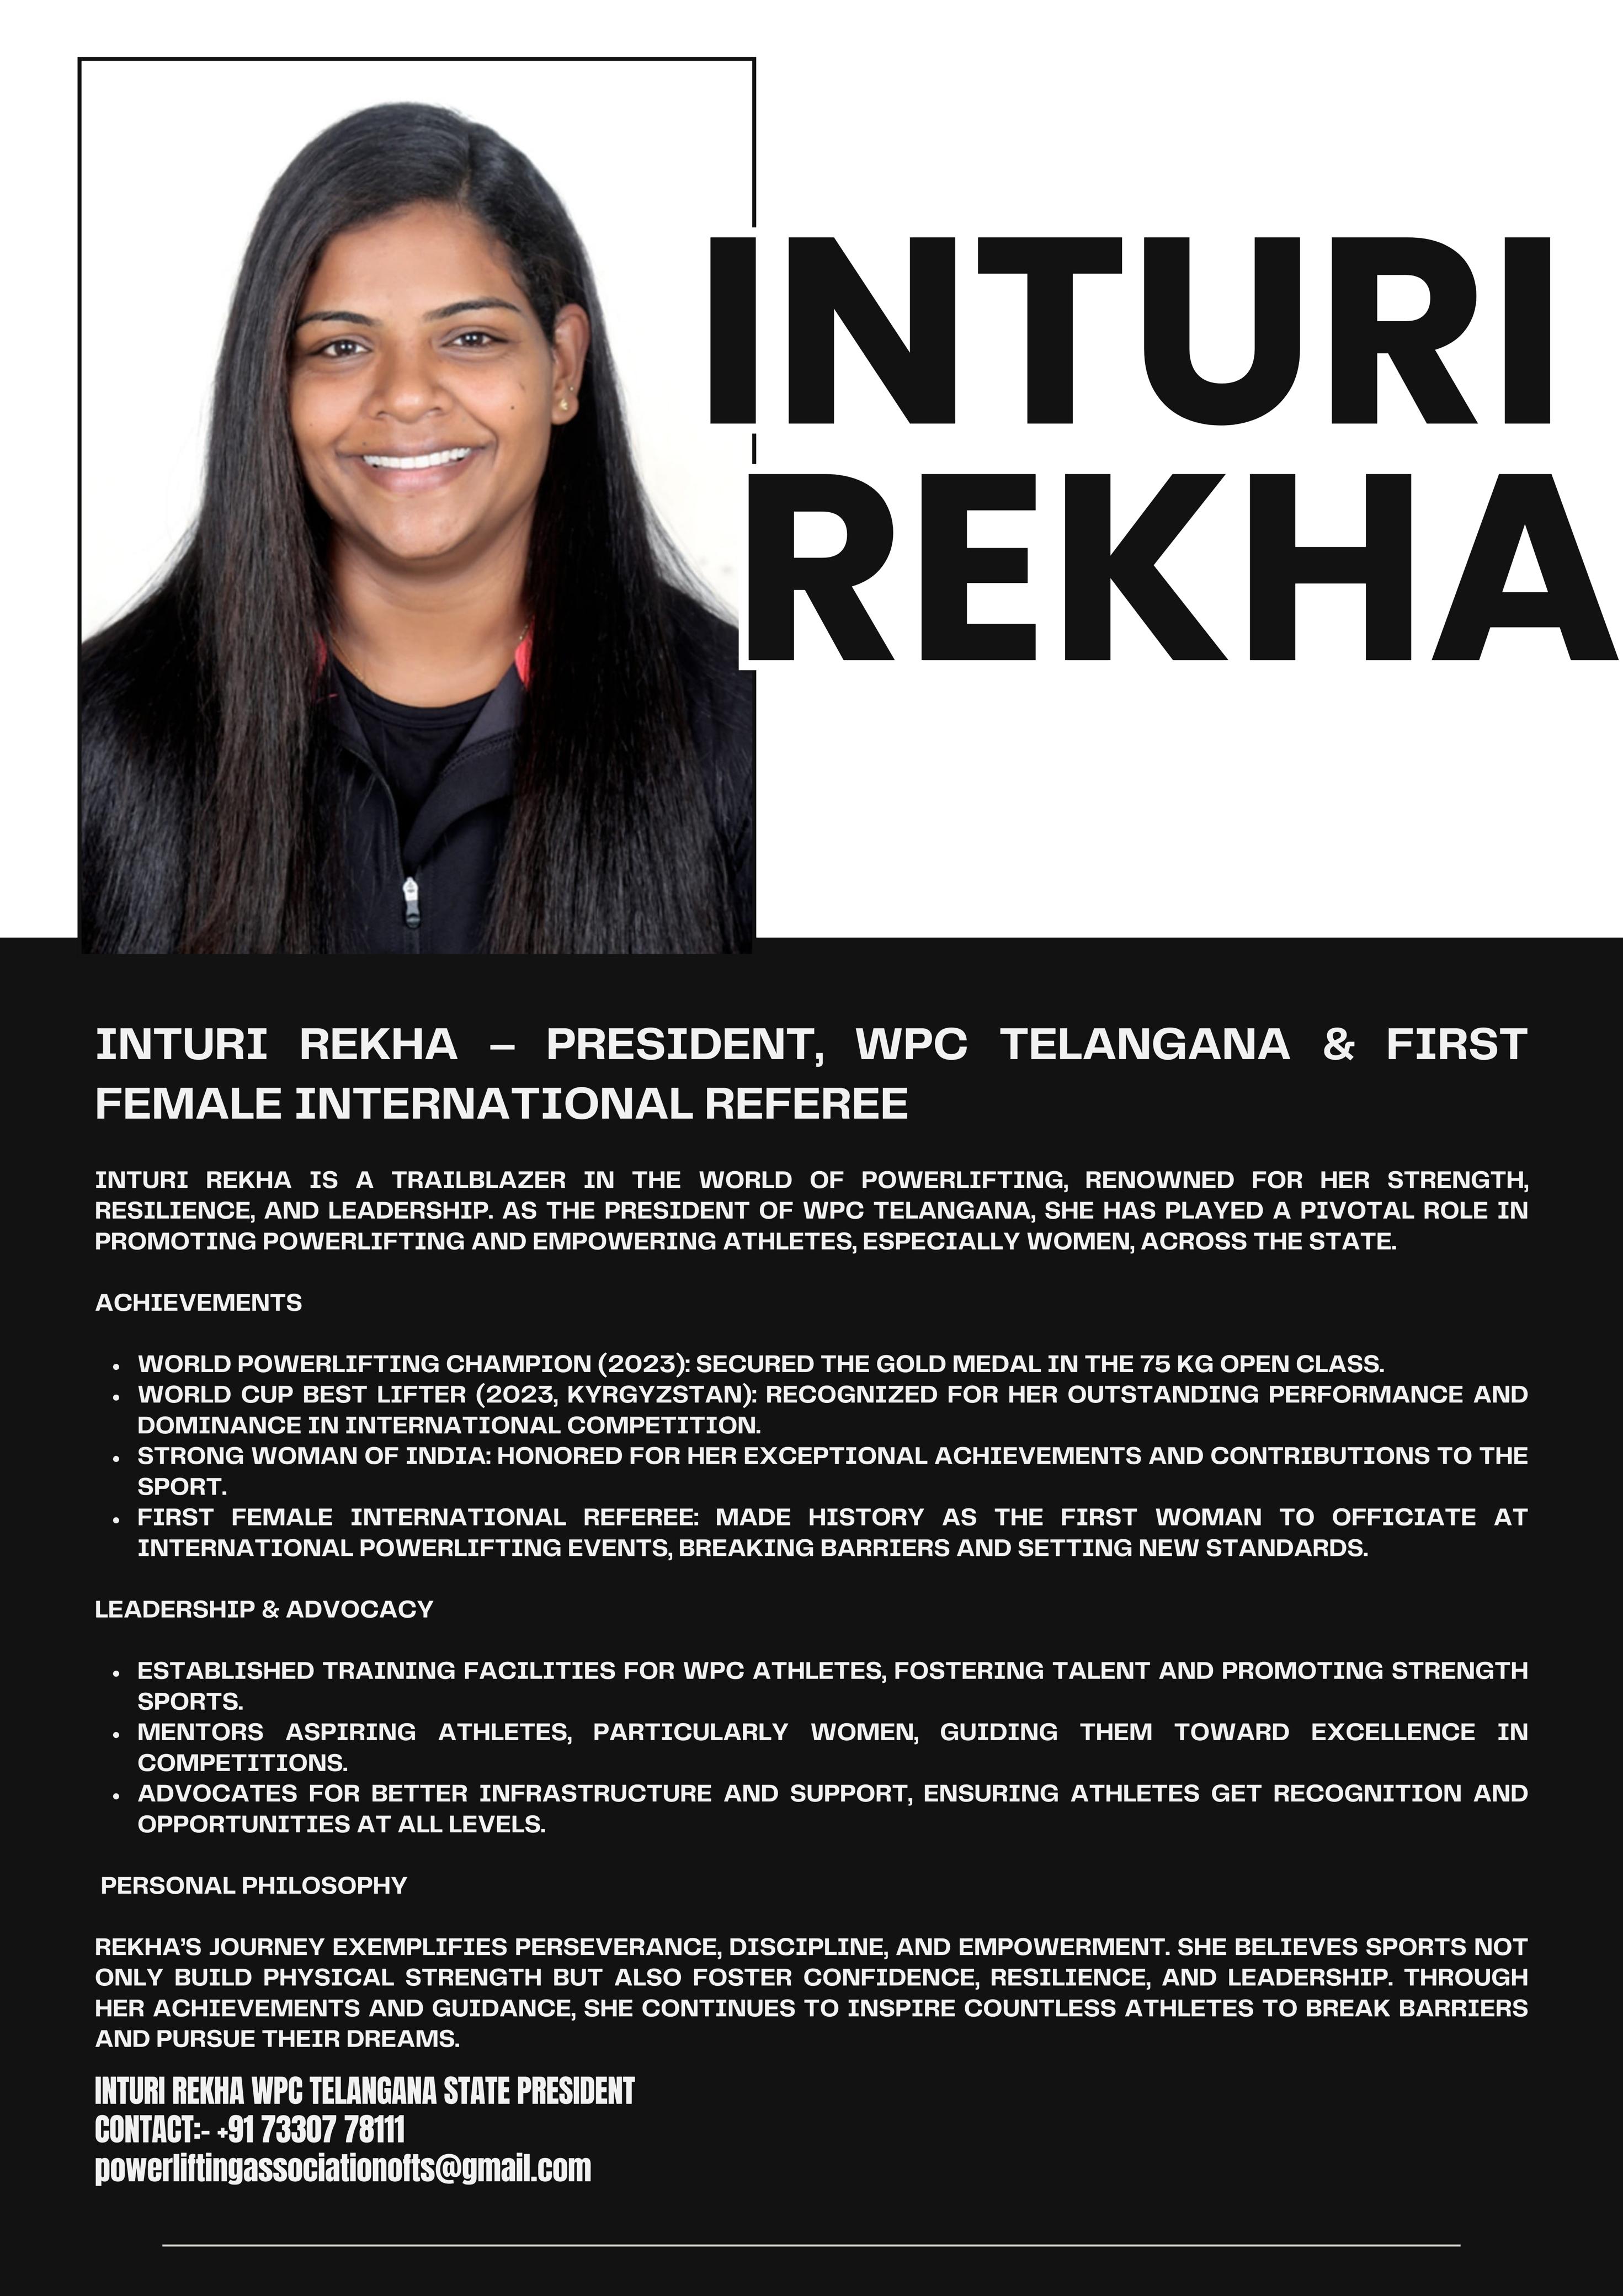 INTURI
REKHA
INTURI REKHA – PRESIDENT, WPC TELANGANA & FIRST
FEMALE INTERNATIONAL REFEREE
INTURI REKHA IS A TRAILBLAZER IN THE WORLD OF POWERLIFTING, RENOWNED FOR HER STRENGTH,
RESILIENCE, AND LEADERSHIP. AS THE PRESIDENT OF WPC TELANGANA, SHE HAS PLAYED A PIVOTAL ROLE IN
PROMOTING POWERLIFTING AND EMPOWERING ATHLETES, ESPECIALLY WOMEN, ACROSS THE STATE.
ACHIEVEMENTS
• WORLD POWERLIFTING CHAMPION (2023): SECURED THE GOLD MEDAL IN THE 75 KG OPEN CLASS.
• WORLD CUP BEST LIFTER (2023, KYRGYZSTAN): RECOGNIZED FOR HER OUTSTANDING PERFORMANCE AND
DOMINANCE IN INTERNATIONAL COMPETITION.
• STRONG WOMAN OF INDIA: HONORED FOR HER EXCEPTIONAL ACHIEVEMENTS AND CONTRIBUTIONS TO THE
SPORT.
• FIRST FEMALE INTERNATIONAL REFEREE: MADE HISTORY AS THE FIRST WOMAN TO OFFICIATE AT
INTERNATIONAL POWERLIFTING EVENTS, BREAKING BARRIERS AND SETTING NEW STANDARDS.
LEADERSHIP & ADVOCACY
• ESTABLISHED TRAINING FACILITIES FOR WPC ATHLETES, FOSTERING TALENT AND PROMOTING STRENGTH
SPORTS.
• MENTORS ASPIRING ATHLETES, PARTICULARLY WOMEN, GUIDING THEM TOWARD EXCELLENCE IN
COMPETITIONS.
• ADVOCATES FOR BETTER INFRASTRUCTURE AND SUPPORT, ENSURING ATHLETES GET RECOGNITION AND
OPPORTUNITIES AT ALL LEVELS.
PERSONAL PHILOSOPHY
REKHA’S JOURNEY EXEMPLIFIES PERSEVERANCE, DISCIPLINE, AND EMPOWERMENT. SHE BELIEVES SPORTS NOT
ONLY BUILD PHYSICAL STRENGTH BUT ALSO FOSTER CONFIDENCE, RESILIENCE, AND LEADERSHIP. THROUGH
HER ACHIEVEMENTS AND GUIDANCE, SHE CONTINUES TO INSPIRE COUNTLESS ATHLETES TO BREAK BARRIERS
AND PURSUE THEIR DREAMS.
INTURI REKHA WPC TELANGANA STATE PRESIDENT
CONTACT:- +91 73307 78111
powerliftingassociationofts@gmail.com